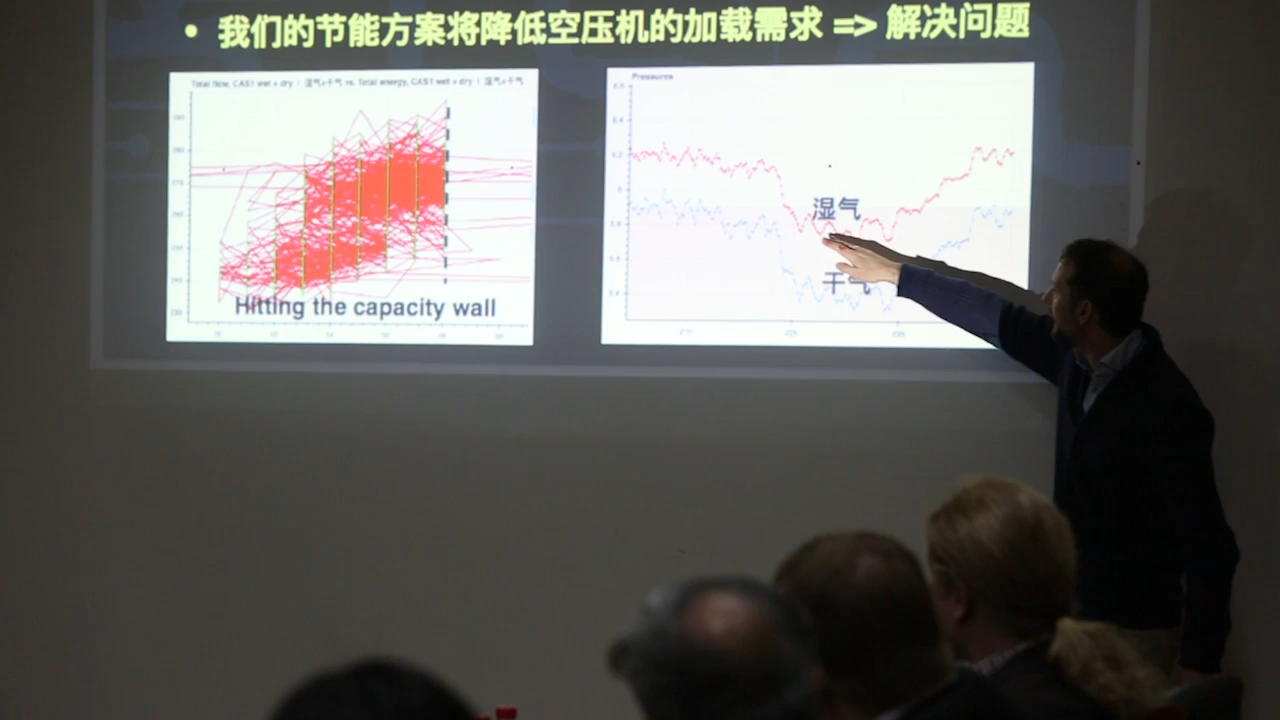 • 我们的节能方案将降低空压机的加载需求 => 解决问题
Total flow, CAS1 wet + dry | 湿气+干气 vs. Total energy, CAS1 wet + dry | 湿气+干气
Hitting the capacity wall
Pressures
湿气
干气